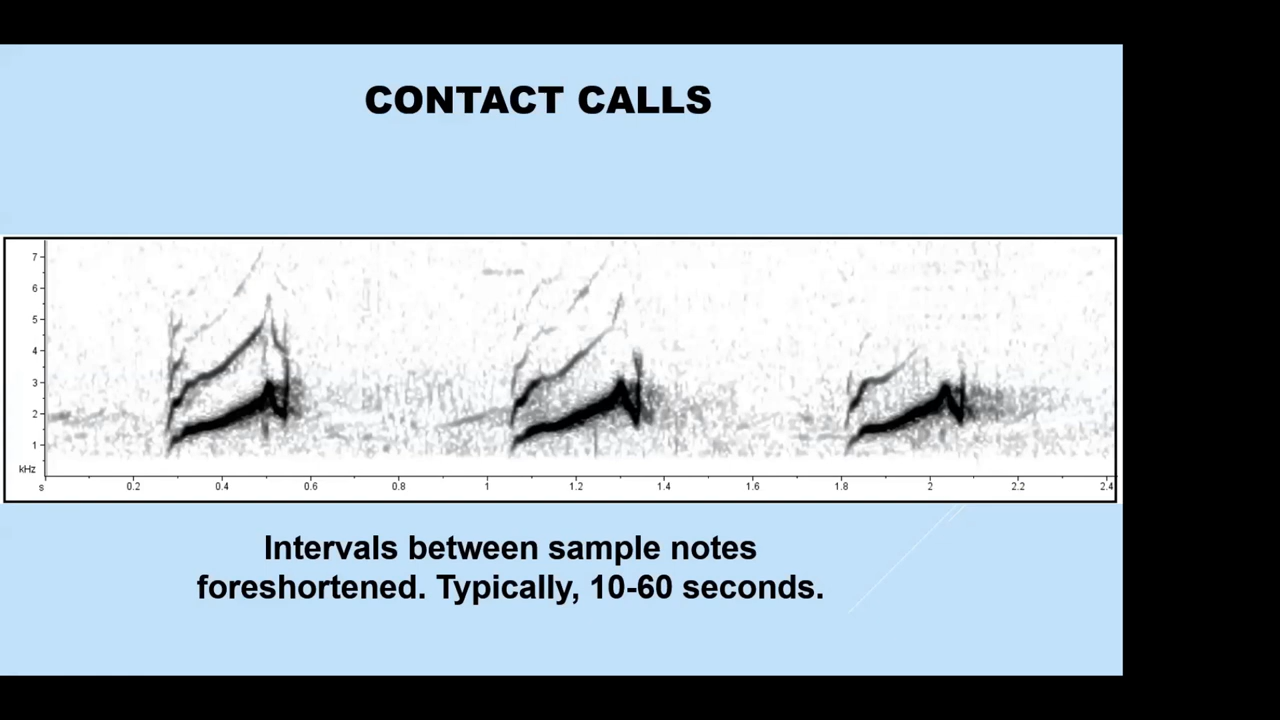 CONTACT CALLS
7
6
5
4
3
2
1
kHz
s 0.2 0.4 0.6 0.8 1 1.2 1.4 1.6 1.8 2 2.2 2.4
Intervals between sample notes
foreshortened. Typically, 10-60 seconds.